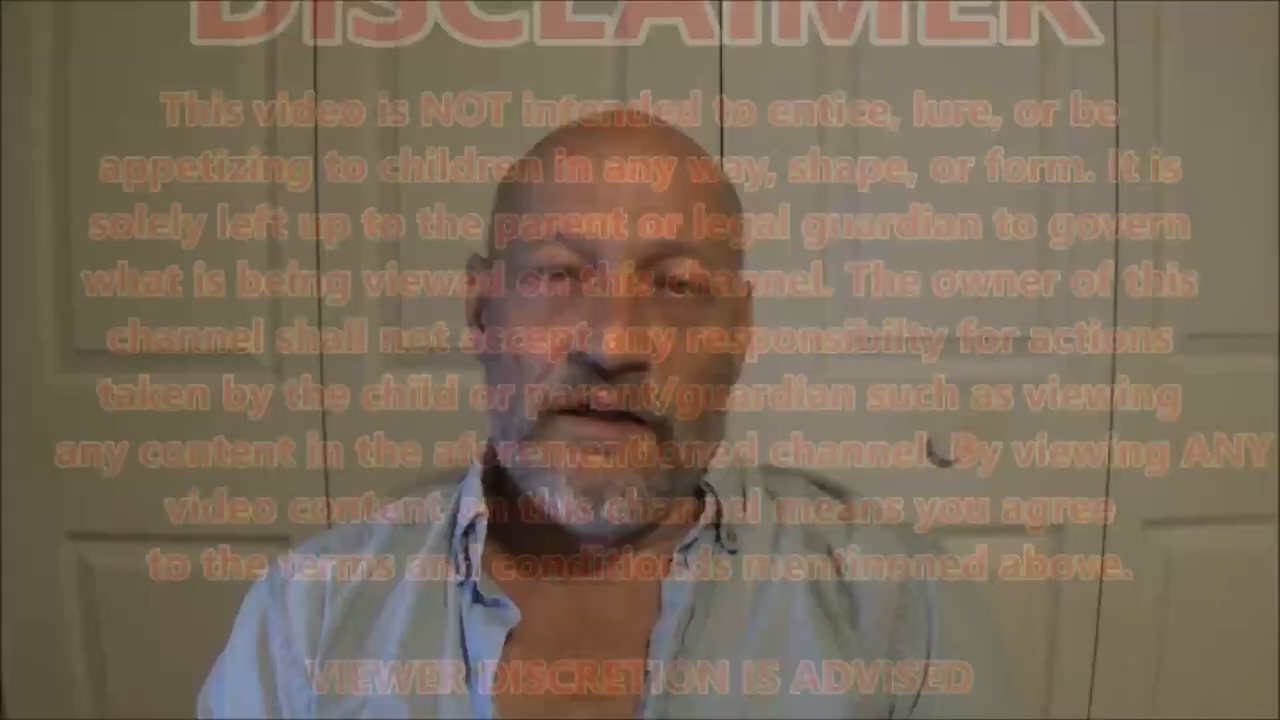 DISCLAIMER
This video is NOT intended to entice, lure, or be
appetizing to children in any way, shape, or form. It is
solely left up to the parent or legal guardian to govern
what is being viewed on this channel. The owner of this
channel shall not accept any responsibilty for actions
taken by the child or parent/guardian such as viewing
any content in the aforementioned channel. By viewing ANY
video content on this channel means you agree
to the terms and conditionds mentinoned above.
VIEWER DISCRETION IS ADVISED